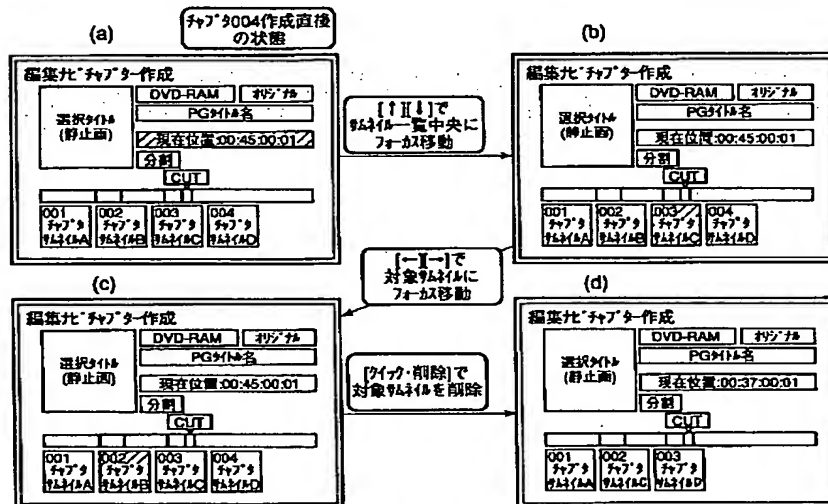 チャプタ004作成直後
の状態
(a)
編集ナビチャプター作成
選択タイトル
(静止画)
DVD-RAM
オリジナル
PGタイトル名
現在位置:00:45:00:01
分割
CUT
001
チャプタ
サムネイルA
002
チャプタ
サムネイルB
003
チャプタ
サムネイルC
004
チャプタ
サムネイルD
[↑][↓]で
サムネイル一覧中央に
フォーカス移動
(b)
編集ナビチャプター作成
選択タイトル
(静止画)
DVD-RAM
オリジナル
PGタイトル名
現在位置:00:45:00:01
分割
CUT
001
チャプタ
サムネイルA
002
チャプタ
サムネイルB
003
チャプタ
サムネイルC
004
チャプタ
サムネイルD
[←][→]で
対象サムネイルに
フォーカス移動
(c)
編集ナビチャプター作成
選択タイトル
(静止画)
DVD-RAM
オリジナル
PGタイトル名
現在位置:00:45:00:01
分割
CUT
001
チャプタ
サムネイルA
002
チャプタ
サムネイルB
003
チャプタ
サムネイルC
004
チャプタ
サムネイルD
[クイック・削除]で
対象サムネイルを削除
(d)
編集ナビチャプター作成
選択タイトル
(静止画)
DVD-RAM
オリジナル
PGタイトル名
現在位置:00:37:00:01
分割
CUT
001
チャプタ
サムネイルA
002
チャプタ
サムネイルC
003
チャプタ
サムネイルD